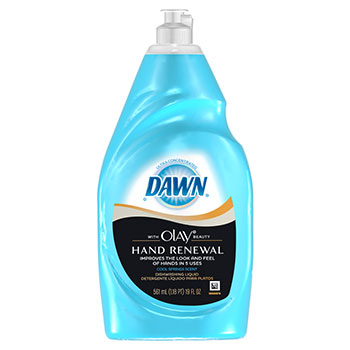 ULTRA CONCENTRATED
DAWN
WITH OLAY BEAUTY
HAND RENEWAL
IMPROVES THE LOOK AND FEEL
OF HANDS IN 5 USES
COOL SPRINGS SCENT
DISHWASHING LIQUID
DETERGENTE LÍQUIDO PARA PLATOS
561 mL (1.18 PT) 19 FL OZ